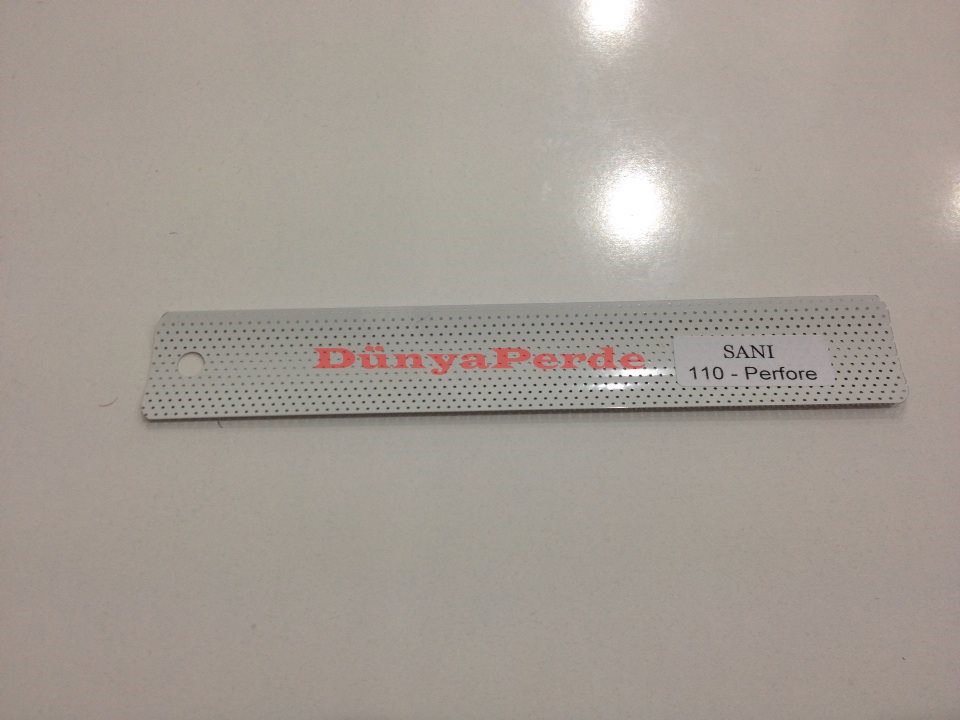 DünyaPerde
SANI
110 - Perfore